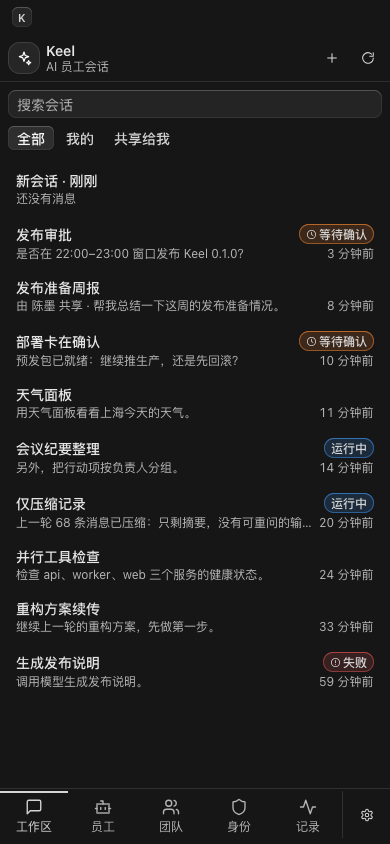 K
Keel
AI 员工会话
搜索会话
全部 我的 共享给我
新会话 · 刚刚
还没有消息
发布审批 等待确认
是否在 22:00–23:00 窗口发布 Keel 0.1.0? 3 分钟前
发布准备周报
由 陈墨 共享 · 帮我总结一下这周的发布准备情况。 8 分钟前
部署卡在确认 等待确认
预发包已就绪：继续推生产，还是先回滚? 10 分钟前
天气面板
用天气面板看看上海今天的天气。 11 分钟前
会议纪要整理 运行中
另外，把行动项按负责人分组。 14 分钟前
仅压缩记录 运行中
上一轮 68 条消息已压缩：只剩摘要，没有可重问的输... 20 分钟前
并行工具检查
检查 api、worker、web 三个服务的健康状态。 24 分钟前
重构方案续传
继续上一轮的重构方案，先做第一步。 33 分钟前
生成发布说明 失败
调用模型生成发布说明。 59 分钟前
工作区 员工 团队 身份 记录